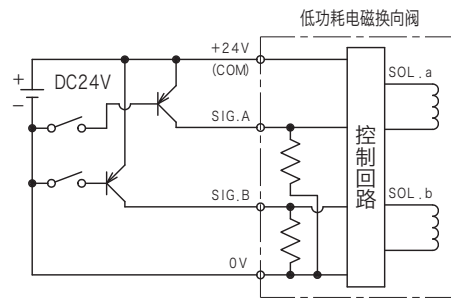 低功耗电磁换向阀
+24V
(COM)
DC24V
+
−
SIG.A
SIG.B
0V
控制回路
SOL.a
SOL.b